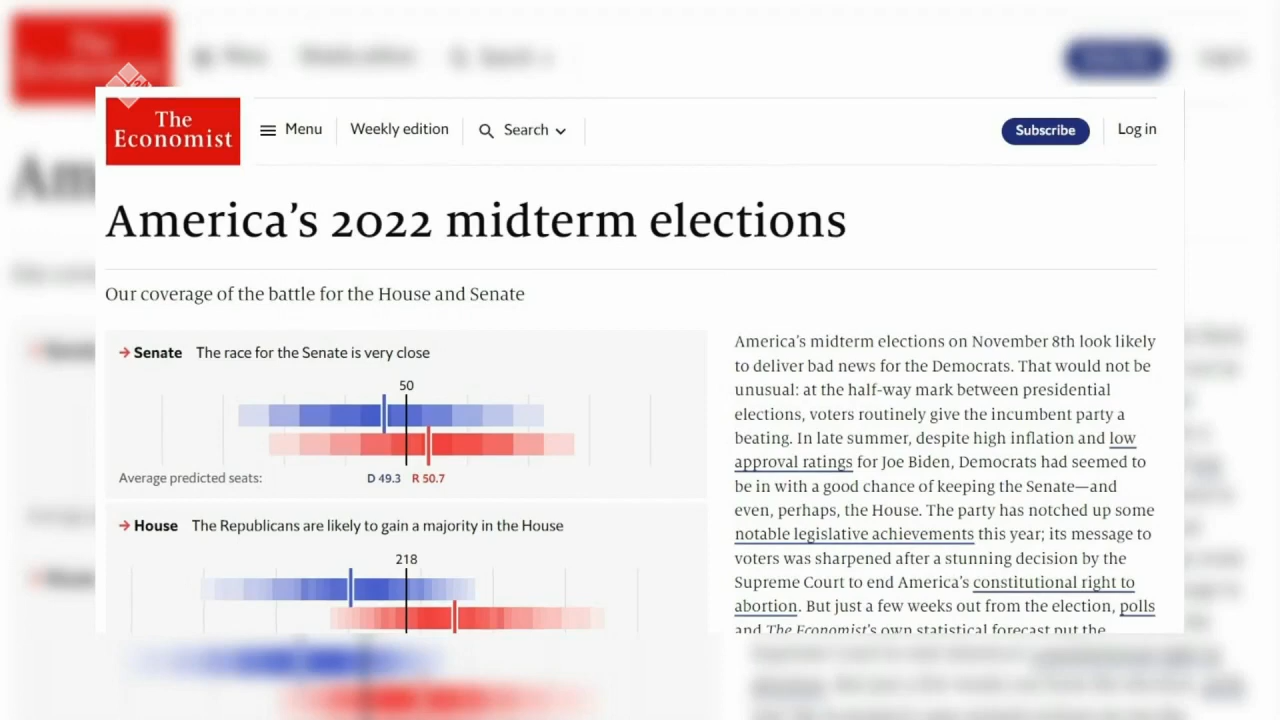 The
Economist
Menu
Weekly edition
Search
Subscribe
Log in
America's 2022 midterm elections
Our coverage of the battle for the House and Senate
→ Senate The race for the Senate is very close
50
Average predicted seats: D 49.3 R 50.7
→ House The Republicans are likely to gain a majority in the House
218
America's midterm elections on November 8th look likely
to deliver bad news for the Democrats. That would not be
unusual: at the half-way mark between presidential
elections, voters routinely give the incumbent party a
beating. In late summer, despite high inflation and low
approval ratings for Joe Biden, Democrats had seemed to
be in with a good chance of keeping the Senate—and
even, perhaps, the House. The party has notched up some
notable legislative achievements this year; its message to
voters was sharpened after a stunning decision by the
Supreme Court to end America's constitutional right to
abortion. But just a few weeks out from the election, polls
and The Economist's own statistical forecast put the